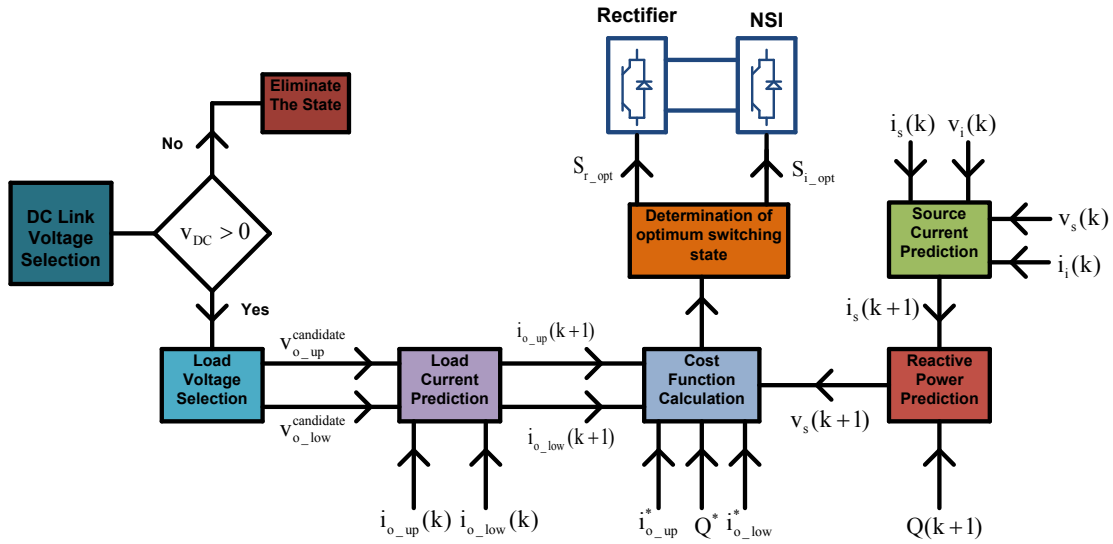 Rectifier
NSI
Eliminate
The State
No
DC Link
Voltage
Selection
v_DC > 0
Yes
S_r_opt
S_i_opt
Determination of
optimum switching
state
i_s(k)
v_i(k)
Source
Current
Prediction
v_s(k)
i_i(k)
i_s(k+1)
Load
Voltage
Selection
v_o_up^candidate
v_o_low^candidate
Load
Current
Prediction
i_o_up(k+1)
i_o_low(k+1)
Cost
Function
Calculation
v_s(k+1)
Reactive
Power
Prediction
i_o_up(k)
i_o_low(k)
i*_o_up
Q*
i*_o_low
Q(k+1)